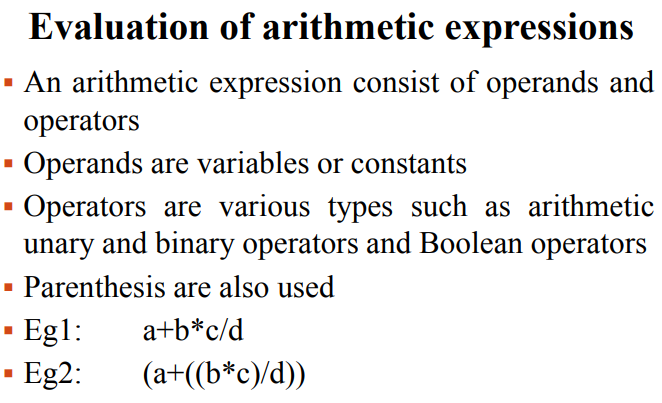 Evaluation of arithmetic expressions
▪ An arithmetic expression consist of operands and
operators
▪ Operands are variables or constants
▪ Operators are various types such as arithmetic
unary and binary operators and Boolean operators
▪ Parenthesis are also used
▪ Eg1: a+b*c/d
▪ Eg2: (a+((b*c)/d))